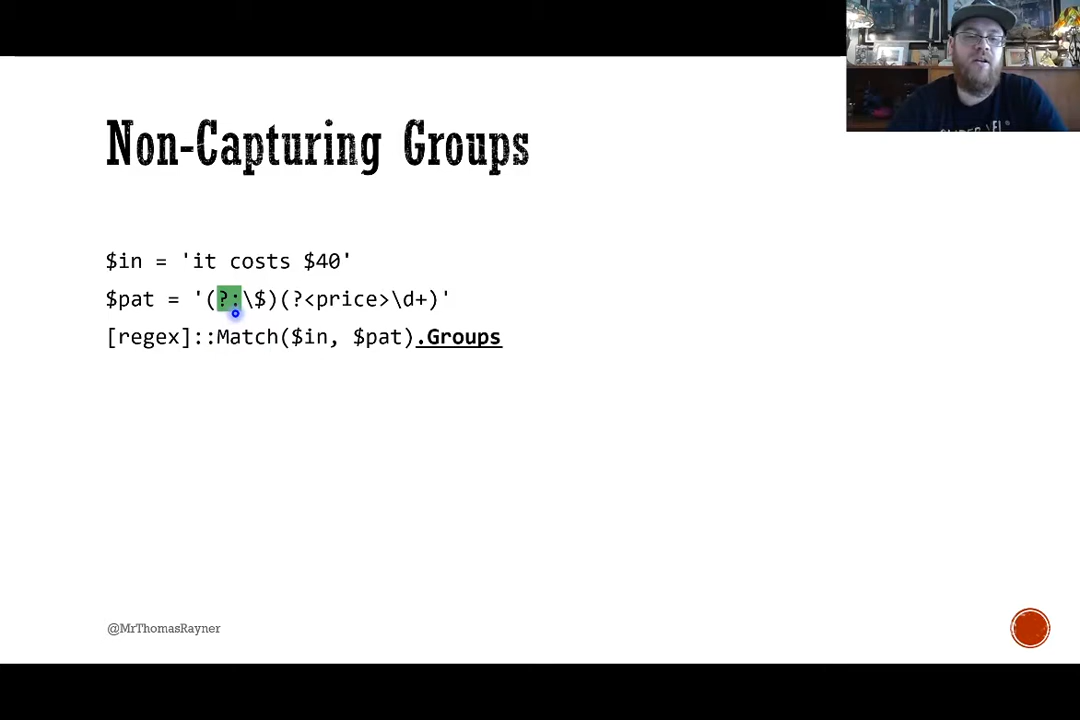 Non-Capturing Groups
$in = 'it costs $40'
$pat = '(?:\$)(?<price>\d+)'
[regex]::Match($in, $pat).Groups
@MrThomasRayner